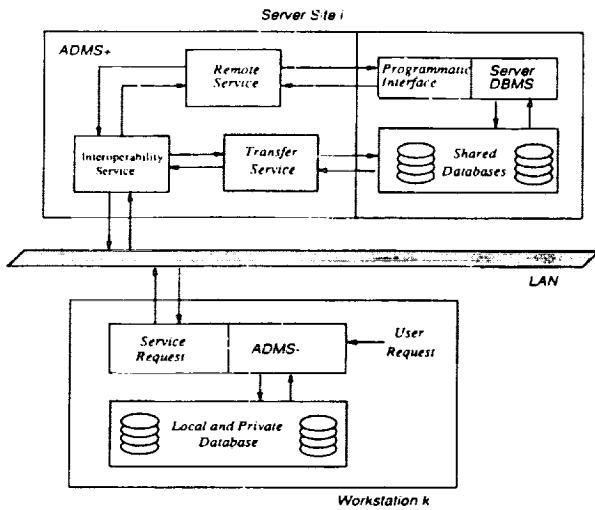 Server Site i
ADMS+
Remote
Service
Programmatic
Interface
Server
DBMS
Interoperability
Service
Transfer
Service
Shared
Databases
LAN
Service
Request
ADMS-
User
Request
Local and Private
Database
Workstation k